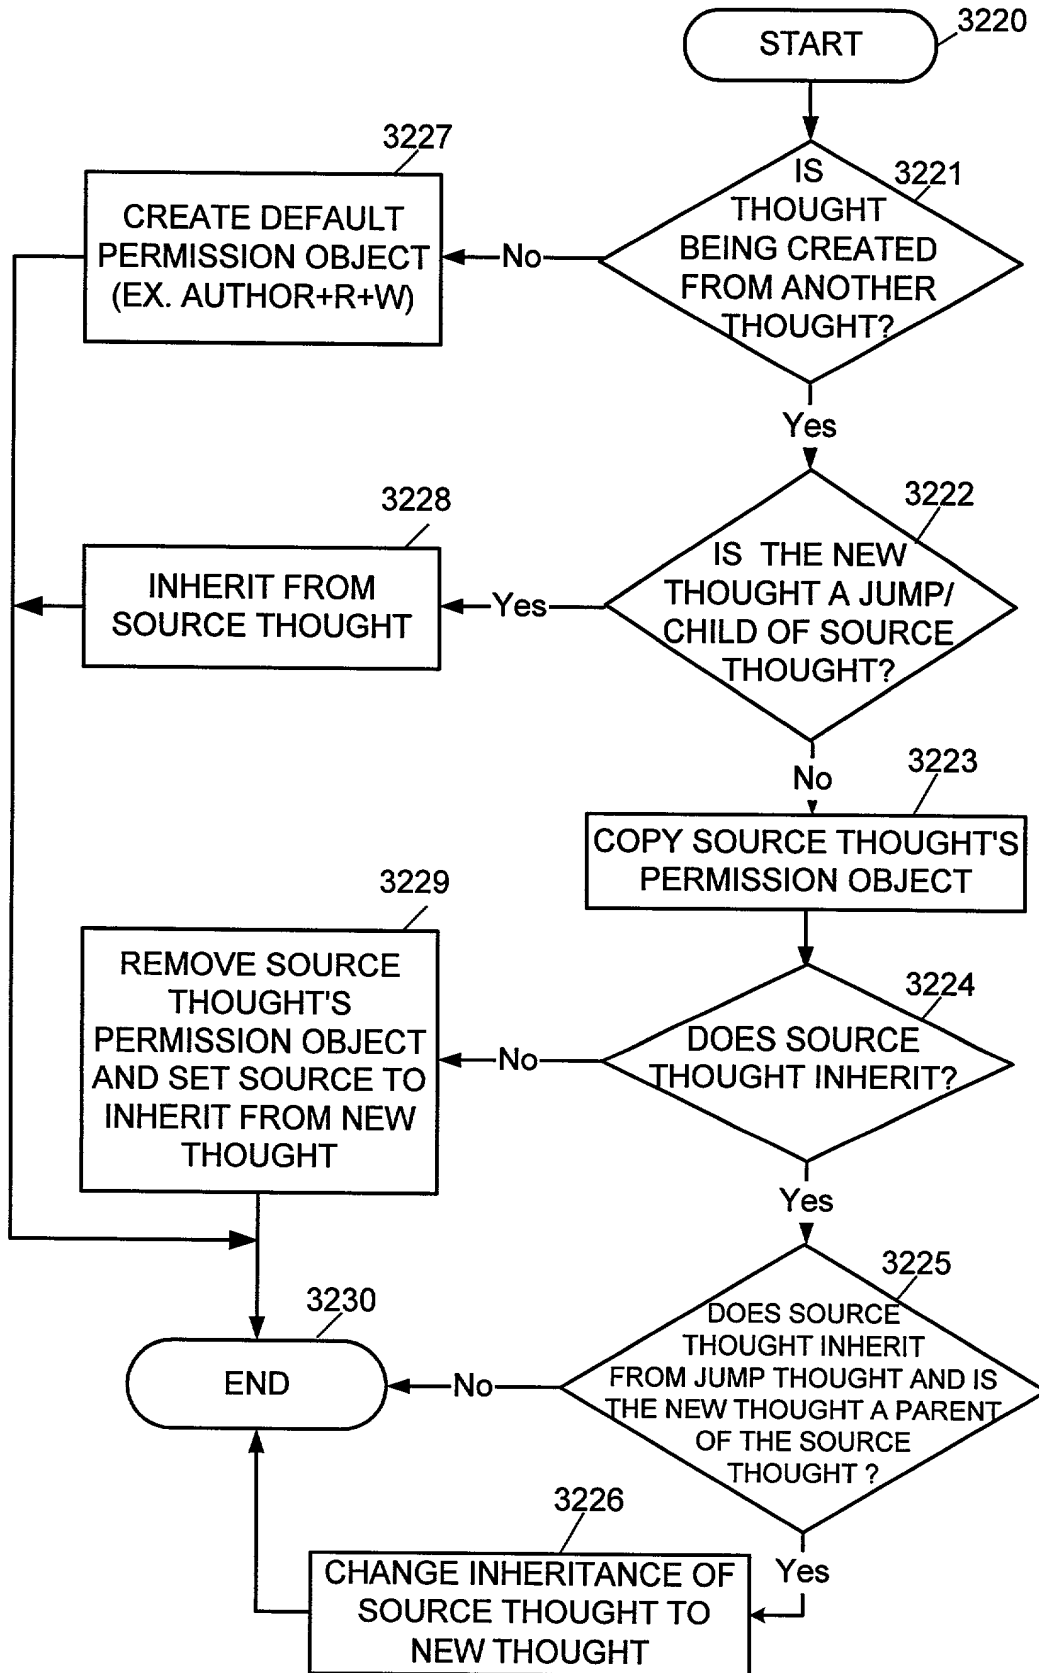 START
3220
3227
IS
THOUGHT
BEING CREATED
FROM ANOTHER
THOUGHT?
3221
CREATE DEFAULT
PERMISSION OBJECT
(EX. AUTHOR+R+W)
No
Yes
3228
3222
INHERIT FROM
SOURCE THOUGHT
Yes
IS THE NEW
THOUGHT A JUMP/
CHILD OF SOURCE
THOUGHT?
No
3223
COPY SOURCE THOUGHT'S
PERMISSION OBJECT
3229
REMOVE SOURCE
THOUGHT'S
PERMISSION OBJECT
AND SET SOURCE TO
INHERIT FROM NEW
THOUGHT
No
3224
DOES SOURCE
THOUGHT INHERIT?
Yes
3225
3230
END
No
DOES SOURCE
THOUGHT INHERIT
FROM JUMP THOUGHT AND IS
THE NEW THOUGHT A PARENT
OF THE SOURCE
THOUGHT ?
3226
Yes
CHANGE INHERITANCE OF
SOURCE THOUGHT TO
NEW THOUGHT